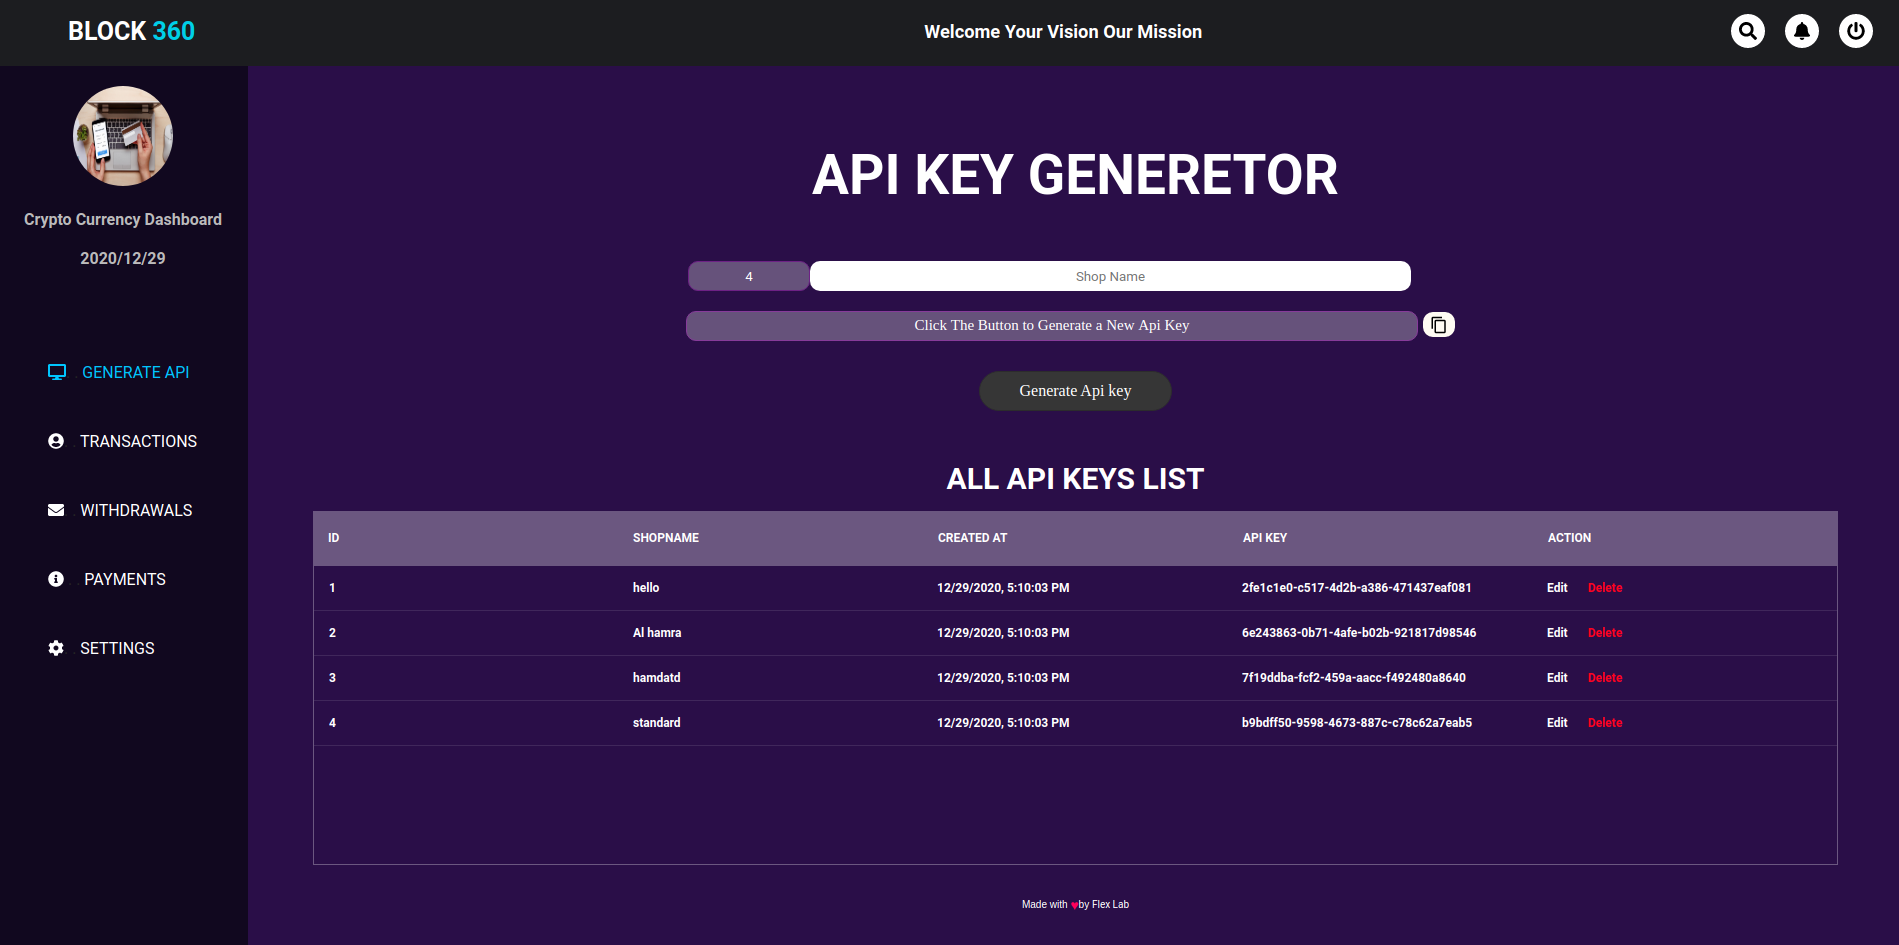 BLOCK 360
Welcome Your Vision Our Mission
Crypto Currency Dashboard
2020/12/29
GENERATE API
TRANSACTIONS
WITHDRAWALS
PAYMENTS
SETTINGS
API KEY GENERETOR
4 Shop Name
Click The Button to Generate a New Api Key
Generate Api key
ALL API KEYS LIST
ID SHOPNAME CREATED AT API KEY ACTION
1 hello 12/29/2020, 5:10:03 PM 2fe1c1e0-c517-4d2b-a386-471437eaf081 Edit Delete
2 Al hamra 12/29/2020, 5:10:03 PM 6e243863-0b71-4afe-b02b-921817d98546 Edit Delete
3 hamdatd 12/29/2020, 5:10:03 PM 7f19ddba-fcf2-459a-aacc-f492480a8640 Edit Delete
4 standard 12/29/2020, 5:10:03 PM b9bdff50-9598-4673-887c-c78c62a7eab5 Edit Delete
Made with ♥by Flex Lab